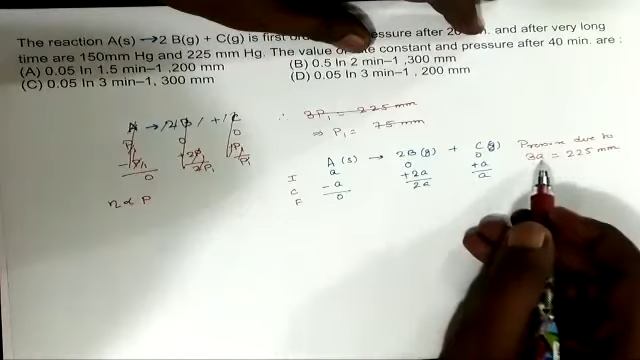 The reaction A(s) → 2 B(g) + C(g) is first pressure after 20 and after very long
time are 150mm Hg and 225 mm Hg. The value of rate constant and pressure after 40 min. are :
(A) 0.05 ln 1.5 min–1 ,200 mm
(B) 0.5 ln 2 min–1 ,300 mm
(C) 0.05 ln 3 min–1, 300 mm
(D) 0.05 ln 3 min–1 , 200 mm
∴ 3P₁ = 225 mm
⇒ P₁ = 75 mm
n ∝ P
A (s) → 2B (g) + C (g)
I a 0 0
C -a +2a +a
F 0 2a a
Pressure due to
3a = 225 mm